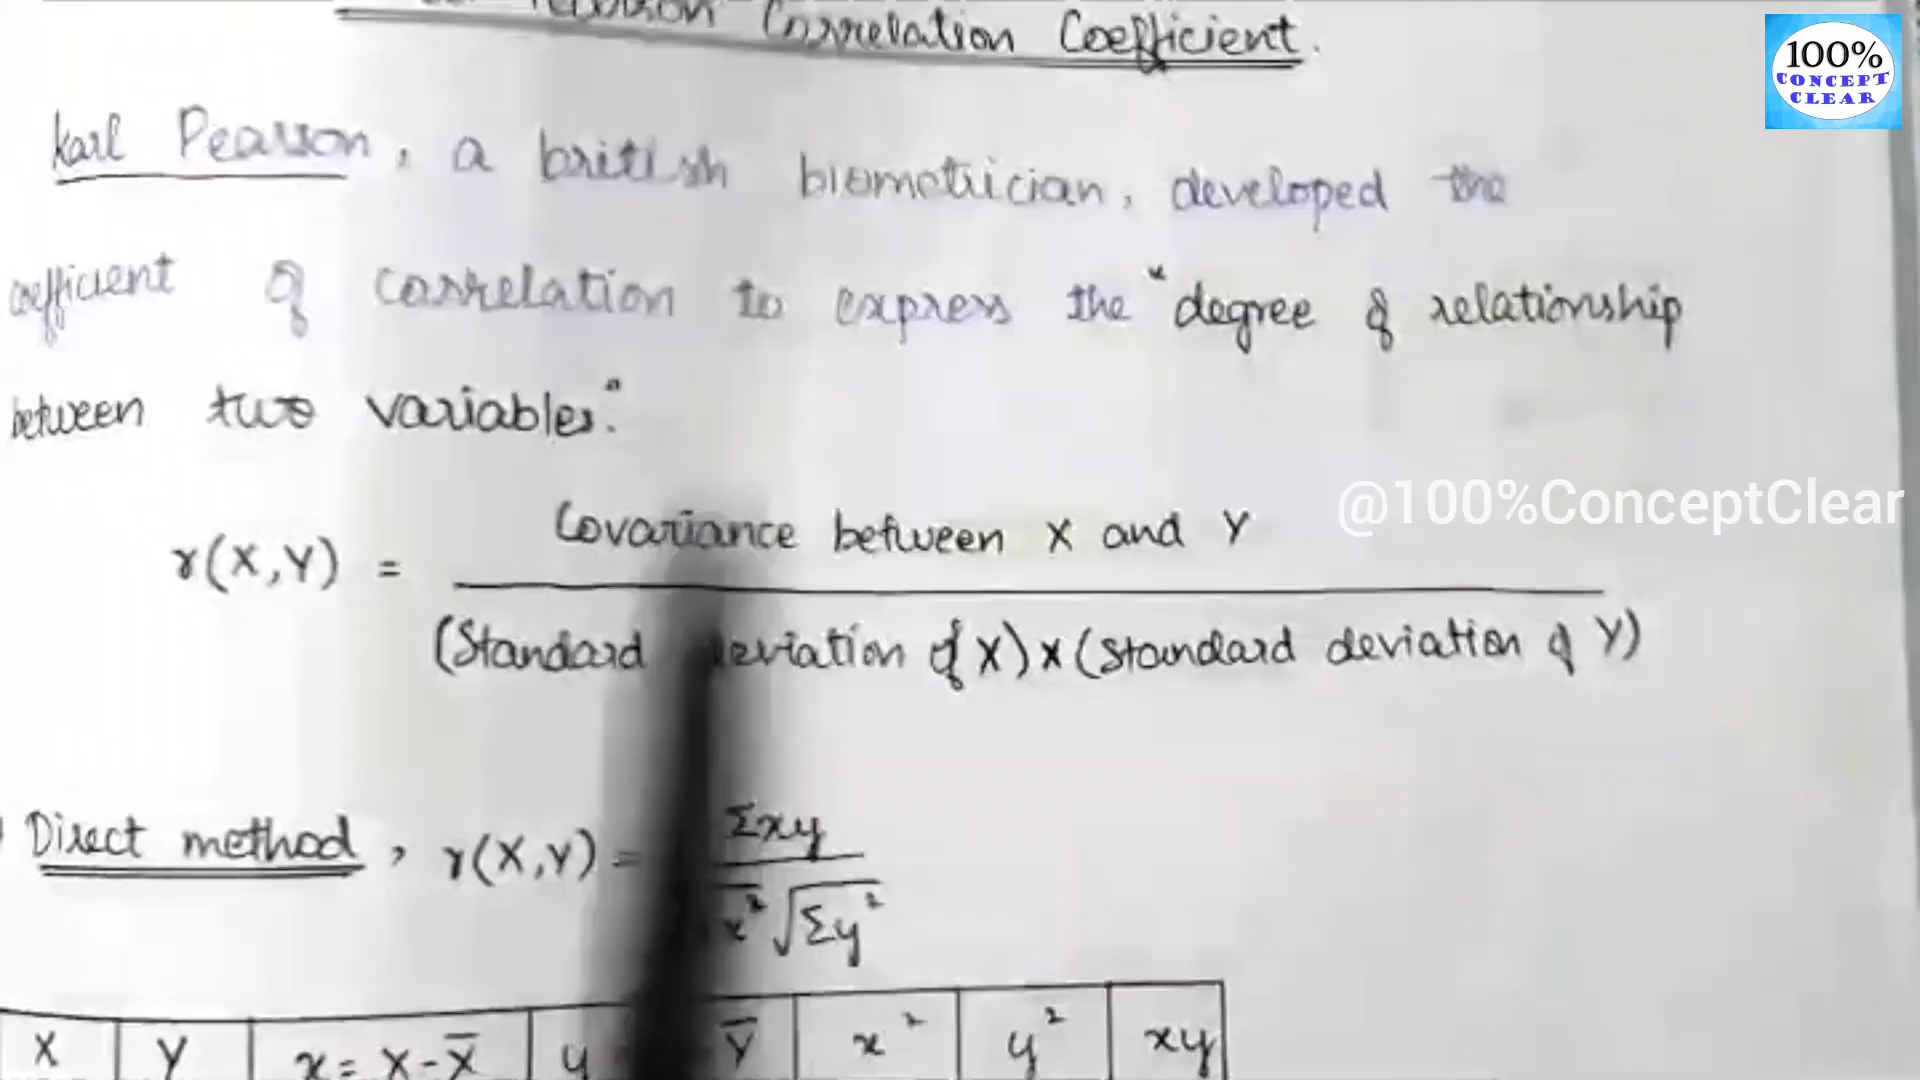 Correlation Coefficient.
100%
CONCEPT
CLEAR
Karl Pearson, a british biometrician, developed the
coefficient of correlation to express the "degree of relationship
between two variables."
@100%ConceptClear
Covariance between X and Y
r(X,Y) =
(Standard deviation of X) x (Standard deviation of Y)
Direct method, r(X,Y) = Σxy
x² √Σy²
X Y x = X - X̄ y Ȳ x² y² xy